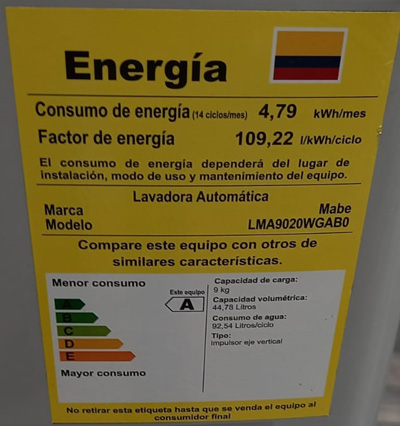 Energía
Consumo de energía (14 ciclos/mes) 4,79 kWh/mes
Factor de energía 109,22 l/kWh/ciclo
El consumo de energía dependerá del lugar de
instalación, modo de uso y mantenimiento del equipo.
Lavadora Automática
Marca Mabe
Modelo LMA9020WGAB0
Compare este equipo con otros de
similares características.
Menor consumo
Este equipo
A A
B
C
D
E
Mayor consumo
Capacidad de carga:
9 kg
Capacidad volumétrica:
44,78 Litros
Consumo de agua:
92,54 Litros/ciclo
Tipo:
Impulsor eje vertical
No retirar esta etiqueta hasta que se venda el equipo al
consumidor final